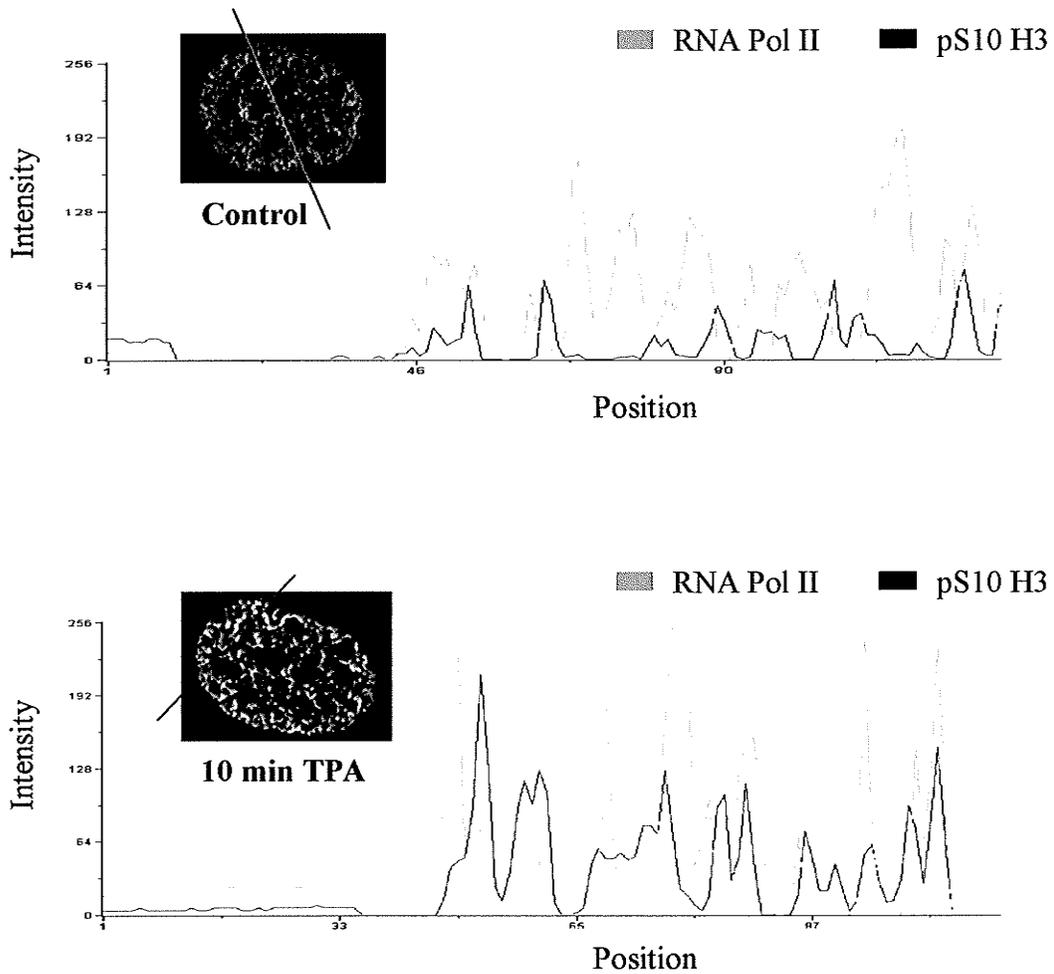 RNA Pol II
pS10 H3
256
192
128
64
0
Intensity
Control
1
46
90
Position
RNA Pol II
pS10 H3
256
192
128
64
0
Intensity
10 min TPA
1
33
65
97
Position